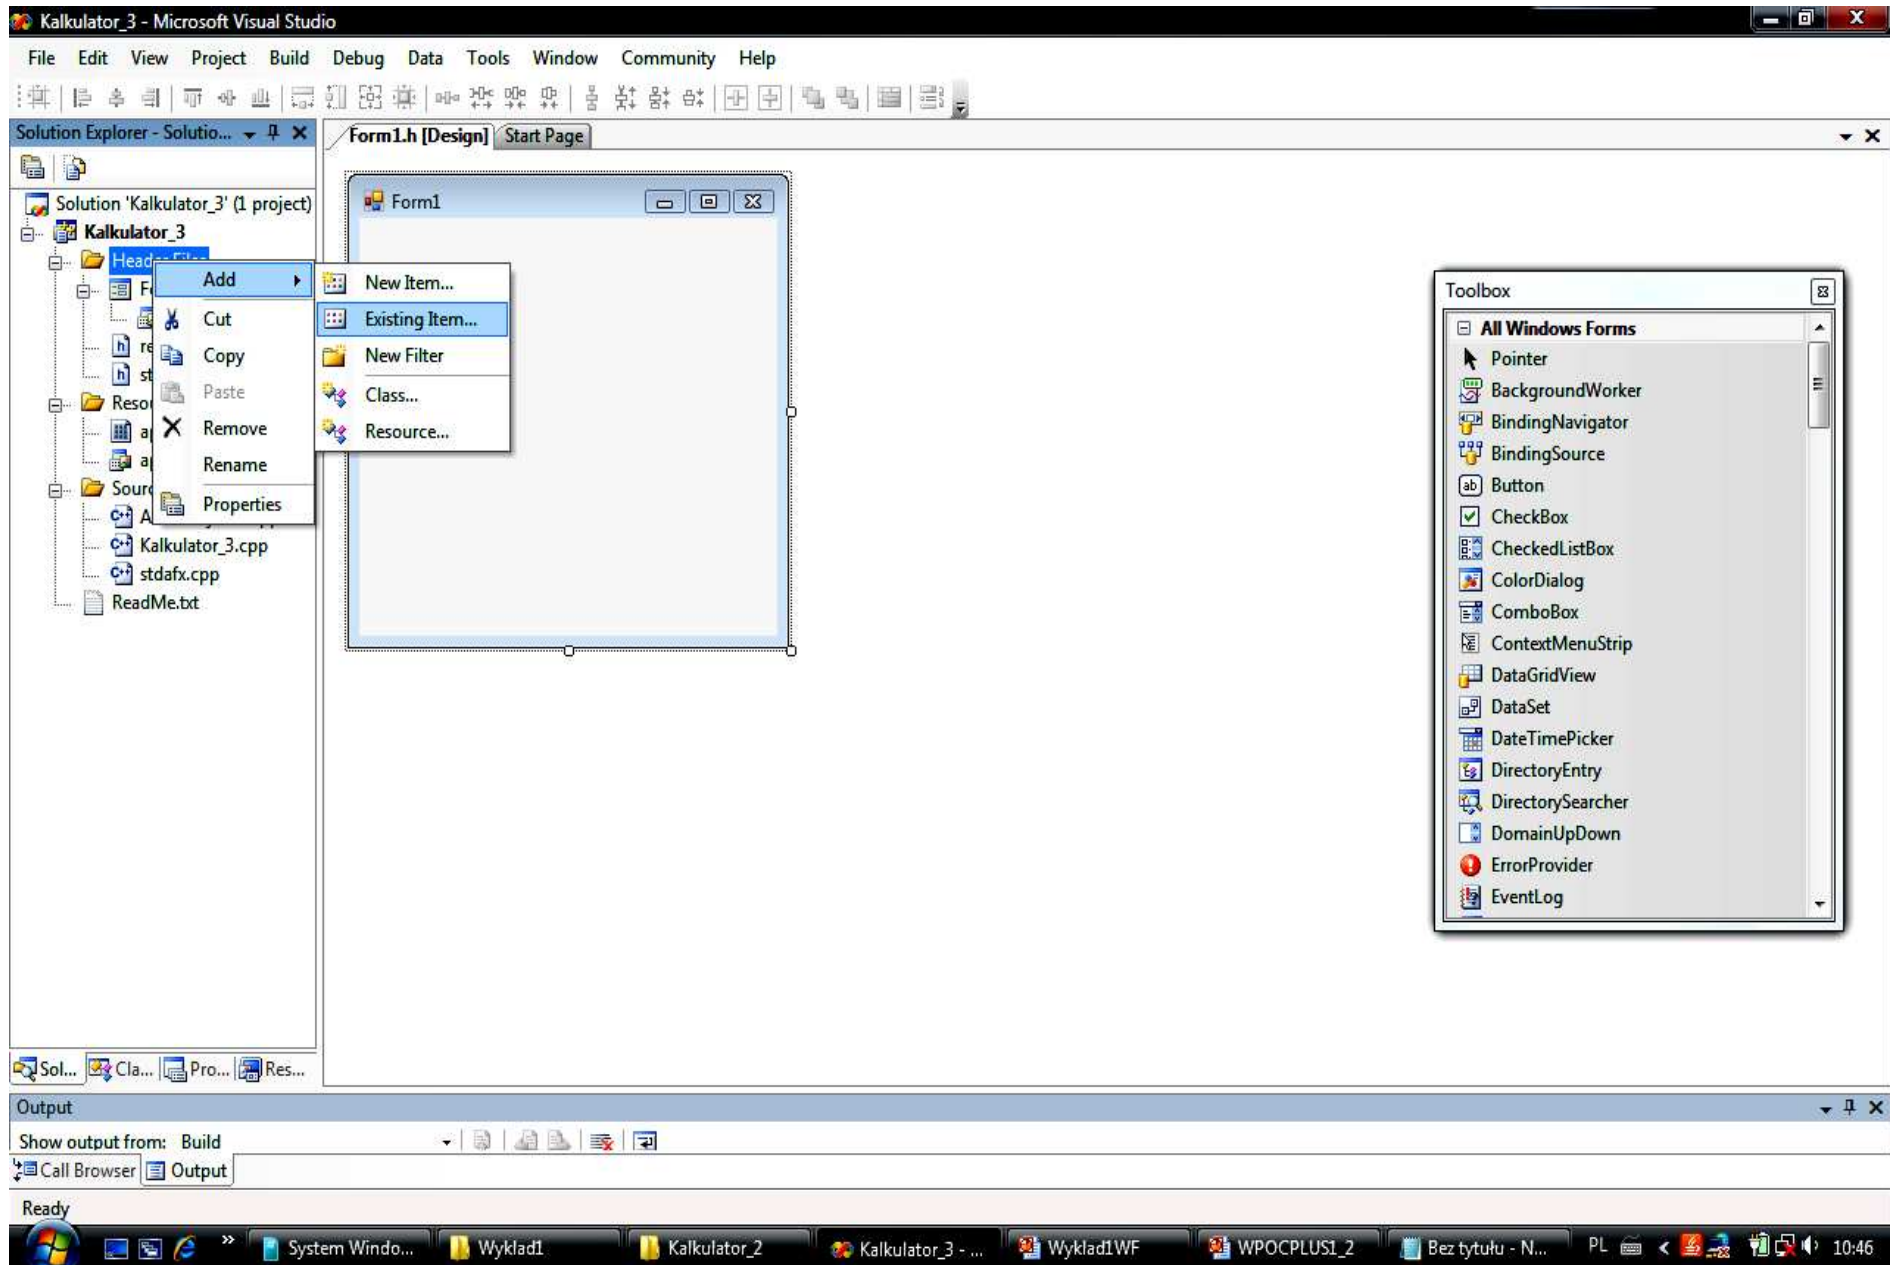 Kalkulator_3 - Microsoft Visual Studio
File Edit View Project Build Debug Data Tools Window Community Help
Solution Explorer - Solutio...
Form1.h [Design] Start Page
Solution 'Kalkulator_3' (1 project)
Kalkulator_3
Header Files
Resou
Sourc
Kalkulator_3.cpp
stdafx.cpp
ReadMe.txt
Add
Cut
Copy
Paste
Remove
Rename
Properties
New Item...
Existing Item...
New Filter
Class...
Resource...
Form1
Toolbox
All Windows Forms
Pointer
BackgroundWorker
BindingNavigator
BindingSource
Button
CheckBox
CheckedListBox
ColorDialog
ComboBox
ContextMenuStrip
DataGridView
DataSet
DateTimePicker
DirectoryEntry
DirectorySearcher
DomainUpDown
ErrorProvider
EventLog
Sol... Cla... Pro... Res...
Output
Show output from: Build
Call Browser Output
Ready
System Windo... Wyklad1 Kalkulator_2 Kalkulator_3 - ... Wyklad1WF WPOCPLUS1_2 Bez tytułu - N... PL 10:46